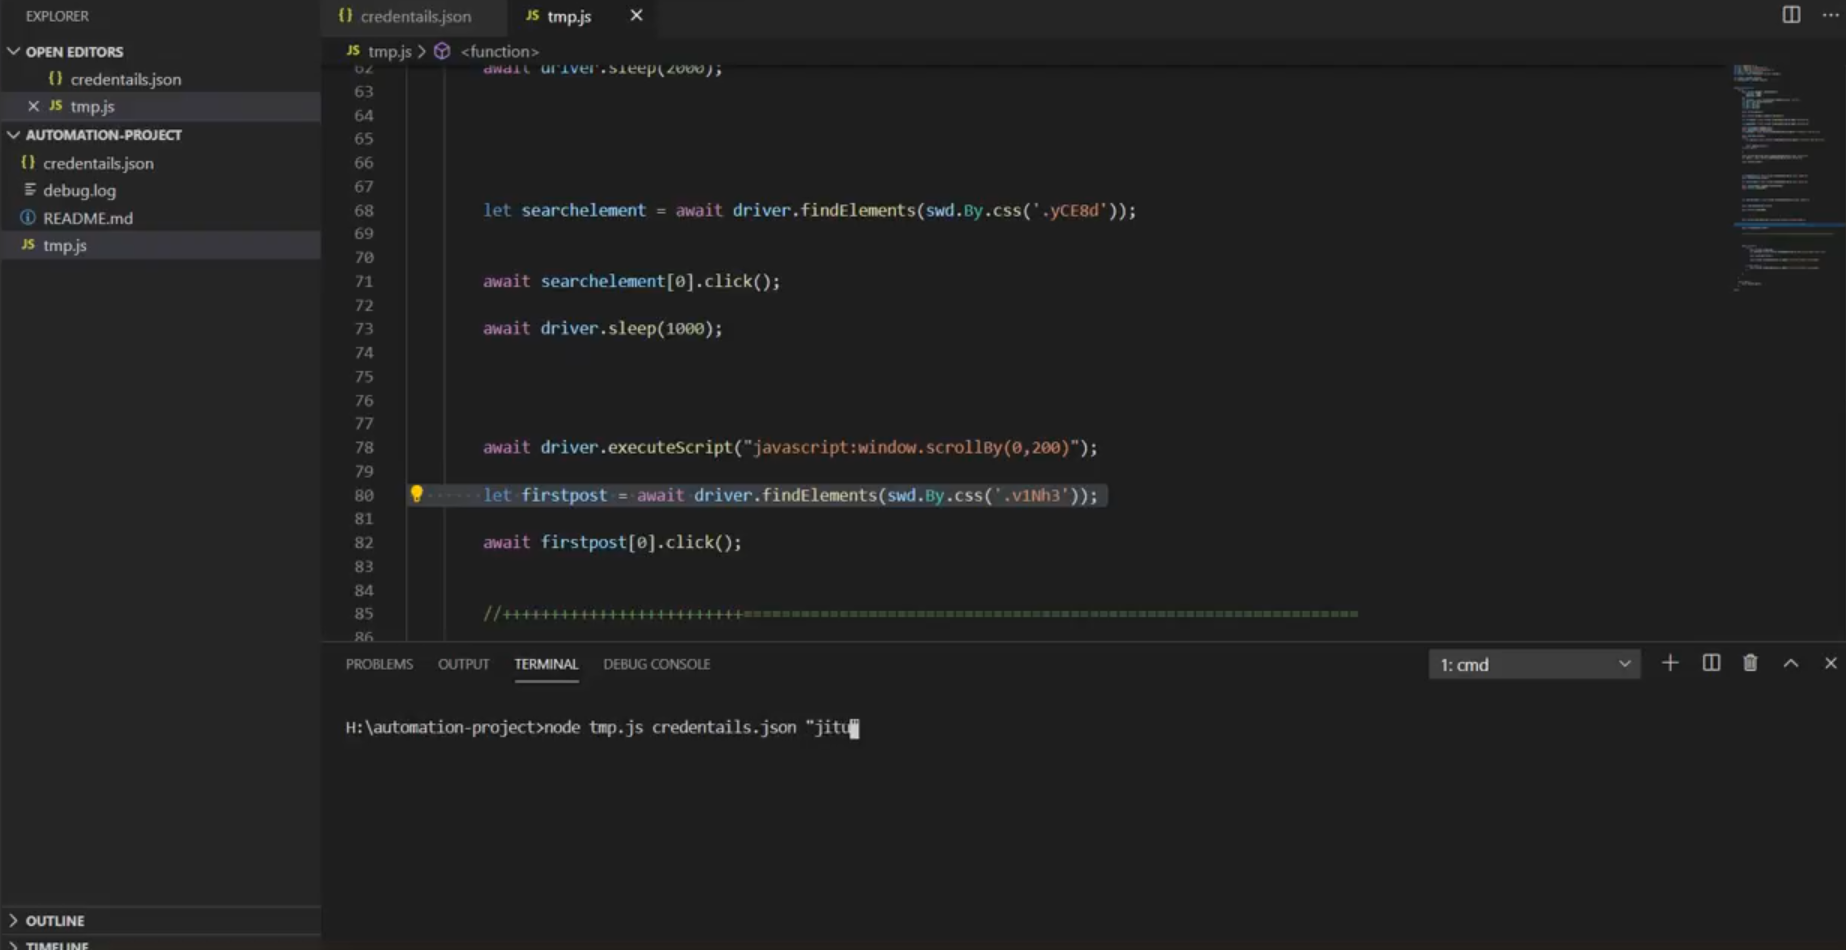 EXPLORER
OPEN EDITORS
{} credentails.json
JS tmp.js
AUTOMATION-PROJECT
{} credentails.json
debug.log
README.md
JS tmp.js
OUTLINE
TIMELINE
{} credentails.json
JS tmp.js
JS tmp.js > <function>
62 await driver.sleep(2000);
63
64
65
66
67
68 let searchelement = await driver.findElements(swd.By.css('.yCE8d'));
69
70
71 await searchelement[0].click();
72
73 await driver.sleep(1000);
74
75
76
77
78 await driver.executeScript("javascript:window.scrollBy(0,200)");
79
80 let firstpost = await driver.findElements(swd.By.css('.v1Nh3'));
81
82 await firstpost[0].click();
83
84
85 //+++++++++++++++++++++++++================================================================
86
PROBLEMS OUTPUT TERMINAL DEBUG CONSOLE 1: cmd
H:\automation-project>node tmp.js credentails.json "jitu"